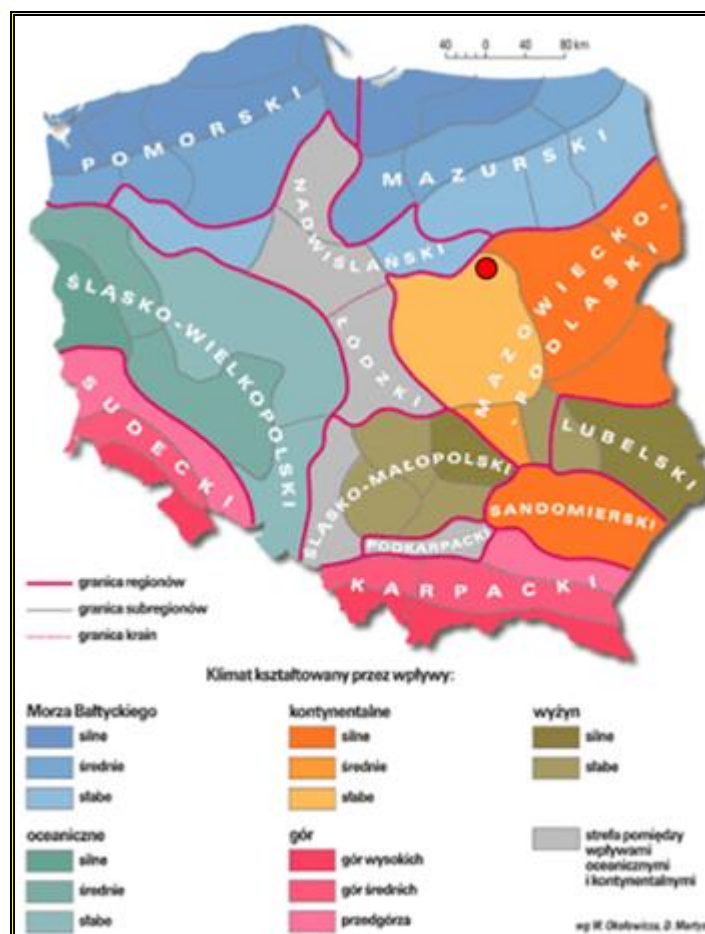 40 0 40 80 km
POMORSKI
MAZURSKI
NADWIŚLAŃSKI
MAZOWIECKO-
-PODLASKI
ŚLĄSKO-WIELKOPOLSKI
ŁÓDZKI
SUDECKI
LUBELSKI
ŚLĄSKO-MAŁOPOLSKI
SANDOMIERSKI
PODKARPACKI
KARPACKI
granica regionów
granica subregionów
granica krain
Klimat kształtowany przez wpływy:
Morza Bałtyckiego
silne
średnie
słabe
kontynentalne
silne
średnie
słabe
wyżyn
silne
słabe
oceaniczne
silne
średnie
słabe
gór
gór wysokich
gór średnich
przedgórza
strefa pomiędzy
wpływami
oceanicznymi
i kontynentalnymi
wg W. Okołowicza, D. Martyn